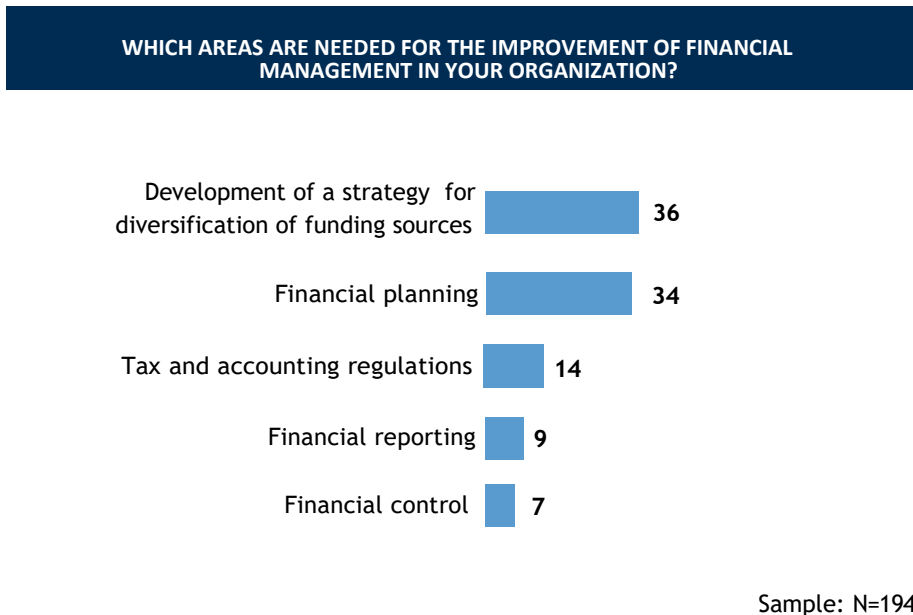 WHICH AREAS ARE NEEDED FOR THE IMPROVEMENT OF FINANCIAL
MANAGEMENT IN YOUR ORGANIZATION?
Development of a strategy for
diversification of funding sources
36
Financial planning
34
Tax and accounting regulations
14
Financial reporting
9
Financial control
7
Sample: N=194